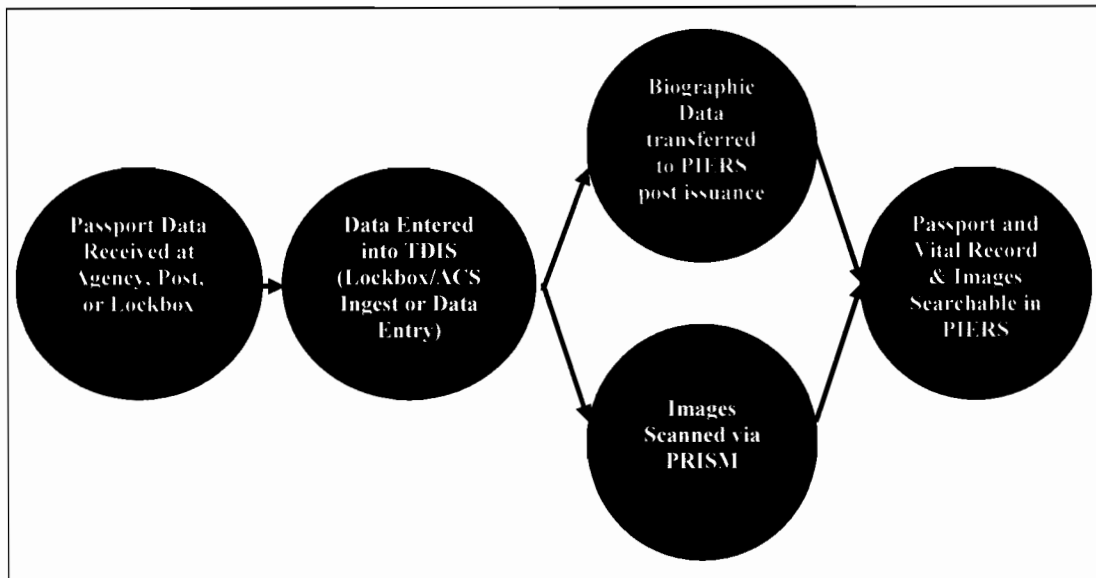 Passport Data
Received at
Agency, Post,
or Lockbox
Data Entered
into TDIS
(Lockbox/ACS
Ingest or Data
Entry)
Biographic
Data
transferred
to PIERS
post issuance
Images
Scanned via
PRISM
Passport and
Vital Record
& Images
Searchable in
PIERS